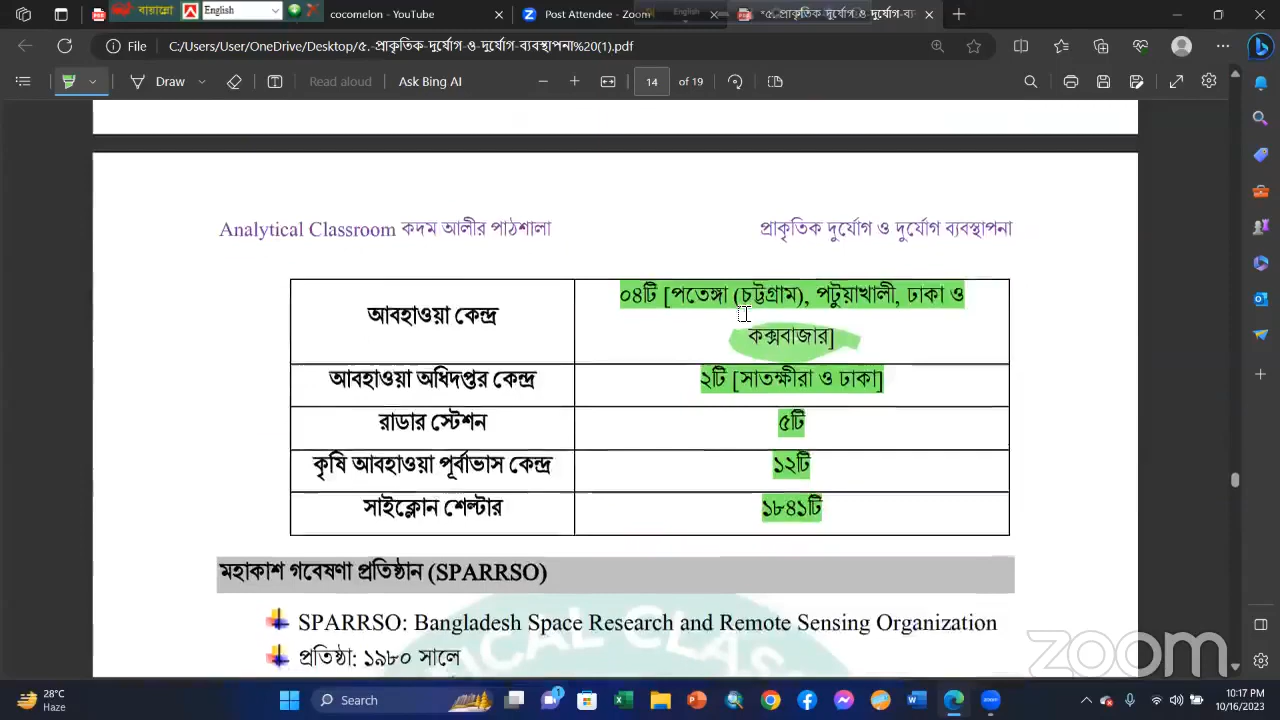 বায়ান্নো English cocomelon - YouTube Post Attendee - Zoom ৫. প্রাকৃতিক দুর্যোগ ও দুর্যোগ-ব্য
File C:/Users/User/OneDrive/Desktop/৫.%20প্রাকৃতিক দুর্যোগ ও দুর্যোগ-ব্যবস্থাপনা%20(1).pdf
Draw Read aloud Ask Bing AI 14 of 19
Analytical Classroom কদম আলীর পাঠশালা প্রাকৃতিক দুর্যোগ ও দুর্যোগ ব্যবস্থাপনা
আবহাওয়া কেন্দ্র ০৪টি [পতেঙ্গা (চট্টগ্রাম), পটুয়াখালী, ঢাকা ও
কক্সবাজার]
আবহাওয়া অধিদপ্তর কেন্দ্র ২টি [সাতক্ষীরা ও ঢাকা]
রাডার স্টেশন ৫টি
কৃষি আবহাওয়া পূর্বাভাস কেন্দ্র ১২টি
সাইক্লোন শেল্টার ১৮৪১টি
মহাকাশ গবেষণা প্রতিষ্ঠান (SPARRSO)
SPARRSO: Bangladesh Space Research and Remote Sensing Organization
প্রতিষ্ঠা: ১৯৮০ সালে
zoom
28°C
Haze
Search
10:17 PM
10/16/2023